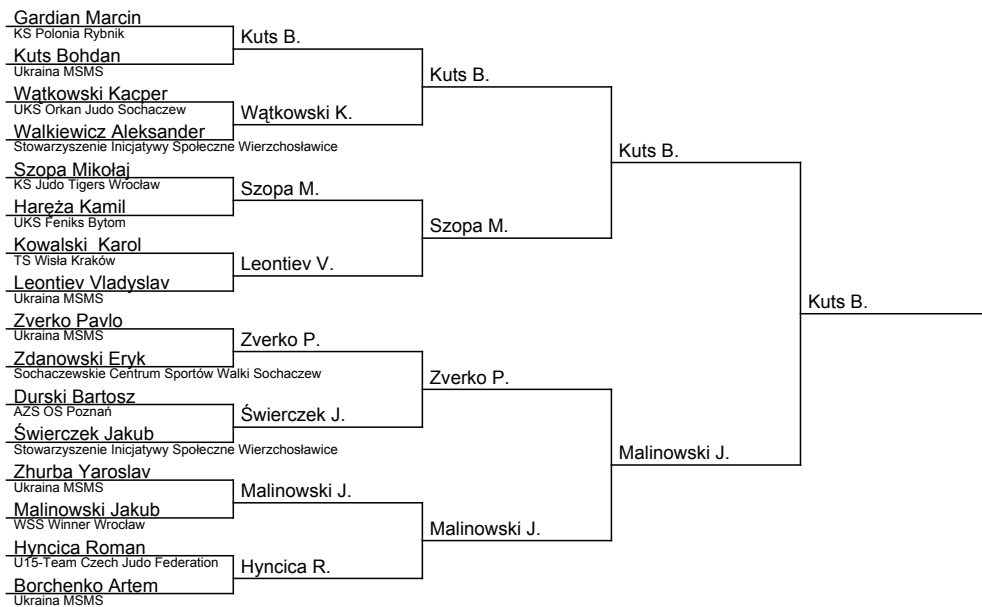 Gardian Marcin
KS Polonia Rybnik
Kuts Bohdan
Ukraina MSMS
Wątkowski Kacper
UKS Orkan Judo Sochaczew
Walkiewicz Aleksander
Stowarzyszenie Inicjatywy Społeczne Wierzchosławice
Szopa Mikołaj
KS Judo Tigers Wrocław
Haręża Kamil
UKS Feniks Bytom
Kowalski  Karol
TS Wisła Kraków
Leontiev Vladyslav
Ukraina MSMS
Zverko Pavlo
Ukraina MSMS
Zdanowski Eryk
Sochaczewskie Centrum Sportów Walki Sochaczew
Durski Bartosz
AZS OŚ Poznań
Świerczek Jakub
Stowarzyszenie Inicjatywy Społeczne Wierzchosławice
Zhurba Yaroslav
Ukraina MSMS
Malinowski Jakub
WSS Winner Wrocław
Hyncica Roman
U15-Team Czech Judo Federation
Borchenko Artem
Ukraina MSMS
Kuts B.
Wątkowski K.
Szopa M.
Leontiev V.
Zverko P.
Świerczek J.
Malinowski J.
Hyncica R.
Kuts B.
Szopa M.
Zverko P.
Malinowski J.
Kuts B.
Malinowski J.
Kuts B.